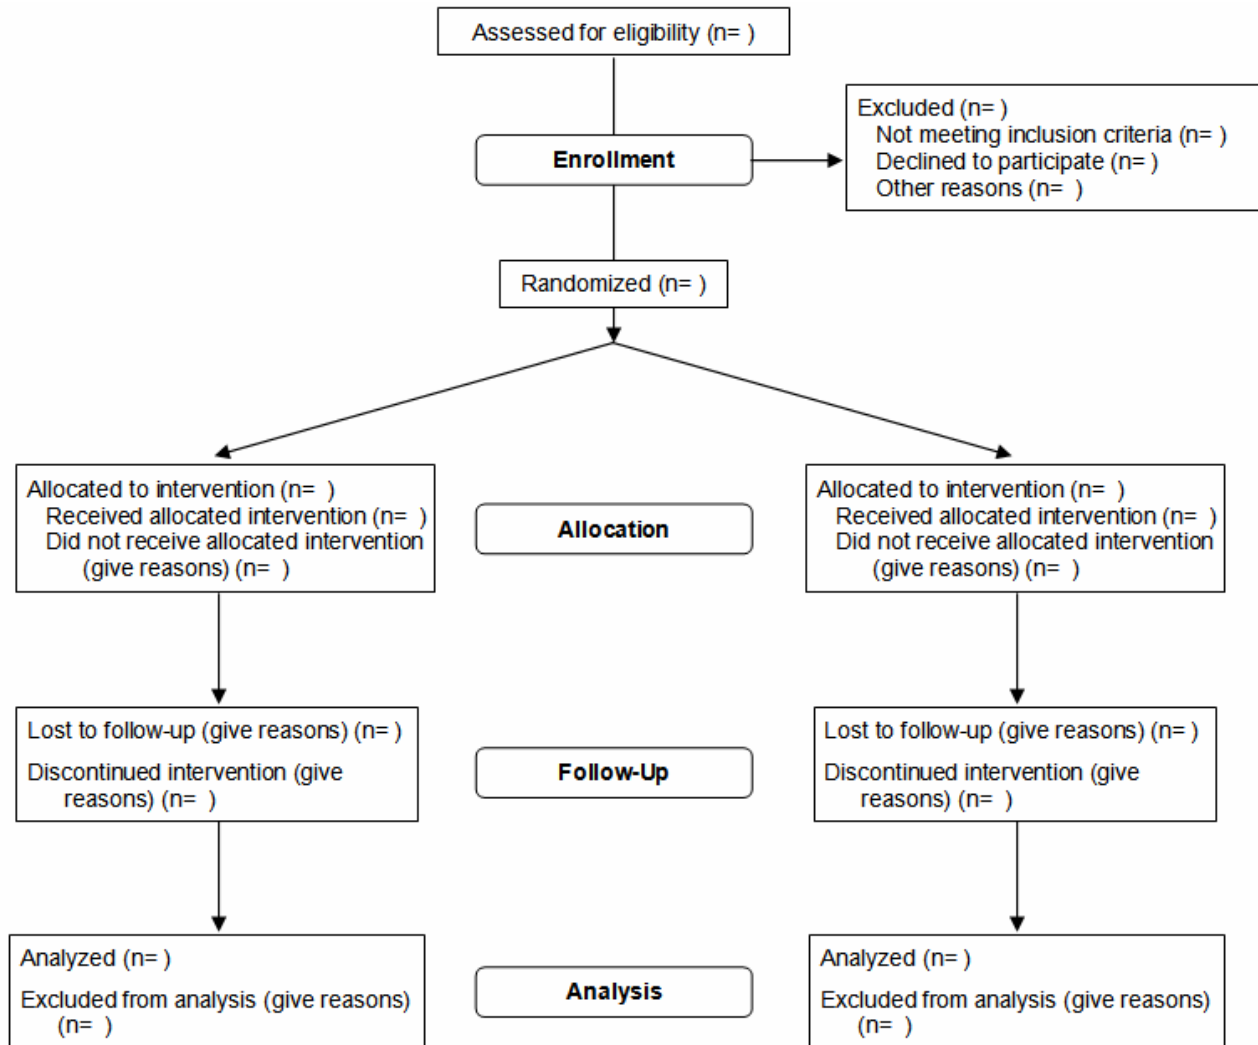 Assessed for eligibility (n= )
Excluded (n= )
Not meeting inclusion criteria (n= )
Declined to participate (n= )
Other reasons (n=  )
Enrollment
Randomized (n= )
Allocated to intervention (n=  )
Received allocated intervention (n=  )
Did not receive allocated intervention
(give reasons) (n=  )
Allocation
Allocated to intervention (n=  )
Received allocated intervention (n=  )
Did not receive allocated intervention
(give reasons) (n=  )
Lost to follow-up (give reasons) (n= )
Discontinued intervention (give
reasons) (n=  )
Follow-Up
Lost to follow-up (give reasons) (n= )
Discontinued intervention (give
reasons) (n=  )
Analyzed (n= )
Excluded from analysis (give reasons)
(n=  )
Analysis
Analyzed (n= )
Excluded from analysis (give reasons)
(n=  )